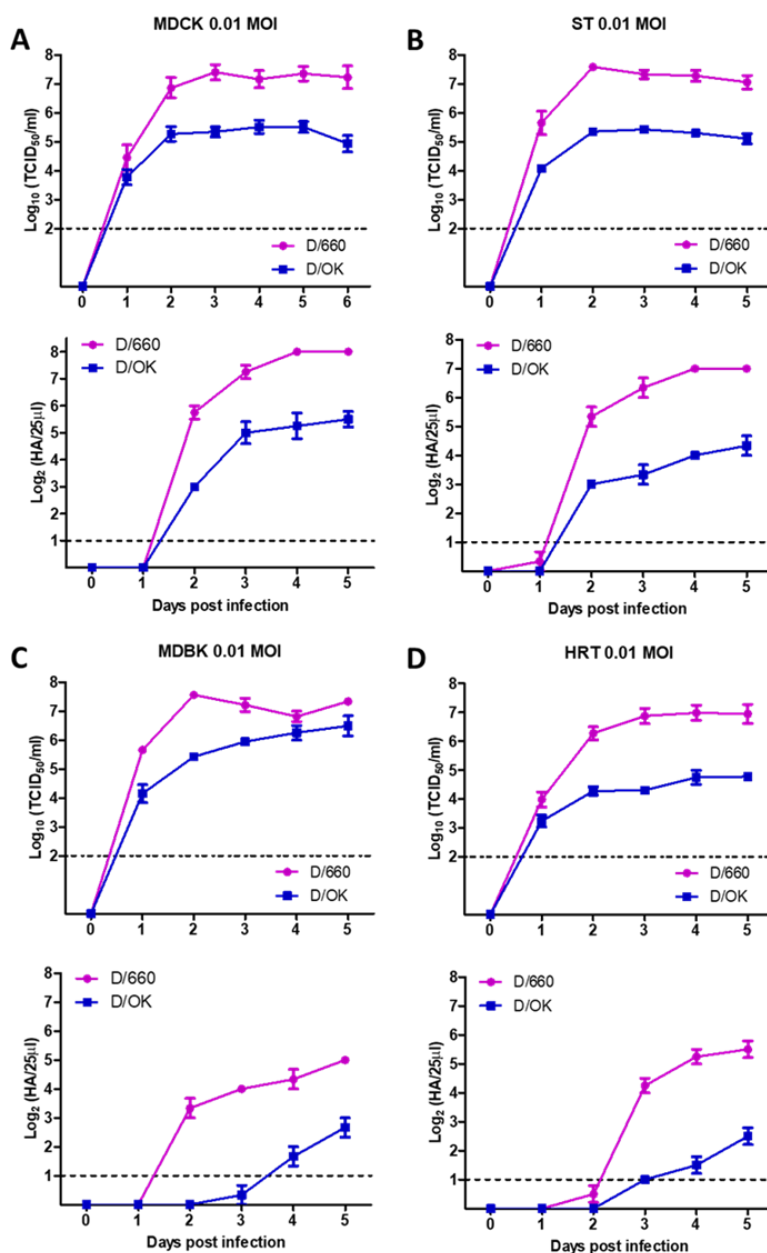 A
MDCK 0.01 MOI
Log₁₀ (TCID₅₀/ml)
8
7
6
5
4
3
2
D/660
D/OK
0 1 2 3 4 5 6
Log₂ (HA/25µl)
D/660
D/OK
8
7
6
5
4
3
2
1
0 1 2 3 4 5
Days post infection
B
ST 0.01 MOI
Log₁₀ (TCID₅₀/ml)
8
7
6
5
4
3
2
D/660
D/OK
0 1 2 3 4 5
Log₂ (HA/25µl)
D/660
D/OK
8
7
6
5
4
3
2
1
0 1 2 3 4 5
Days post infection
C
MDBK 0.01 MOI
Log₁₀ (TCID₅₀/ml)
8
7
6
5
4
3
2
D/660
D/OK
0 1 2 3 4 5
Log₂ (HA/25µl)
D/660
D/OK
8
7
6
5
4
3
2
1
0 1 2 3 4 5
Days post infection
D
HRT 0.01 MOI
Log₁₀ (TCID₅₀/ml)
8
7
6
5
4
3
2
D/660
D/OK
0 1 2 3 4 5
Log₂ (HA/25µl)
D/660
D/OK
8
7
6
5
4
3
2
1
0 1 2 3 4 5
Days post infection